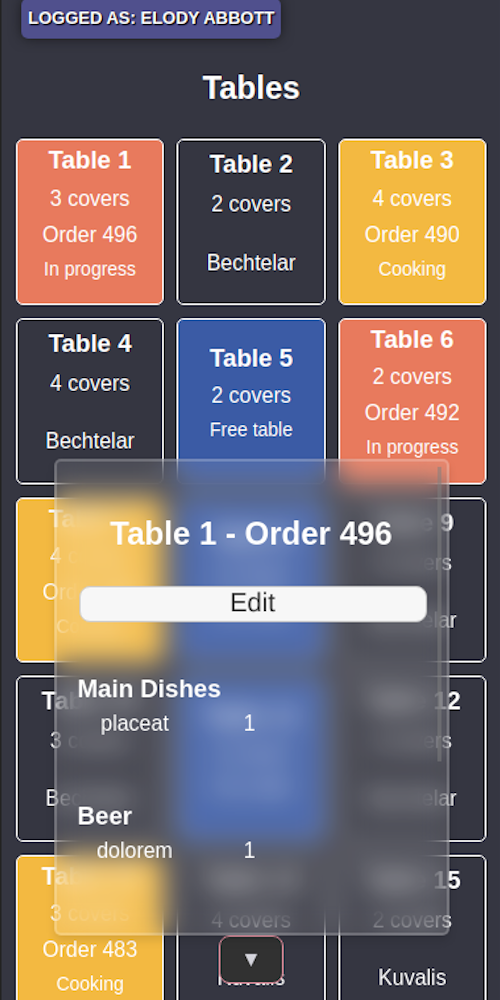 LOGGED AS: ELODY ABBOTT
Tables
Table 1
3 covers
Order 496
In progress
Table 2
2 covers
Bechtelar
Table 3
4 covers
Order 490
Cooking
Table 4
4 covers
Bechtelar
Table 5
2 covers
Free table
Table 6
2 covers
Order 492
In progress
Table 1 - Order 496
Edit
Main Dishes
placeat 1
Beer
dolorem 1
9
12
15
3 covers
Order 483
Cooking
4 covers
2 covers
Kuvalis
▼